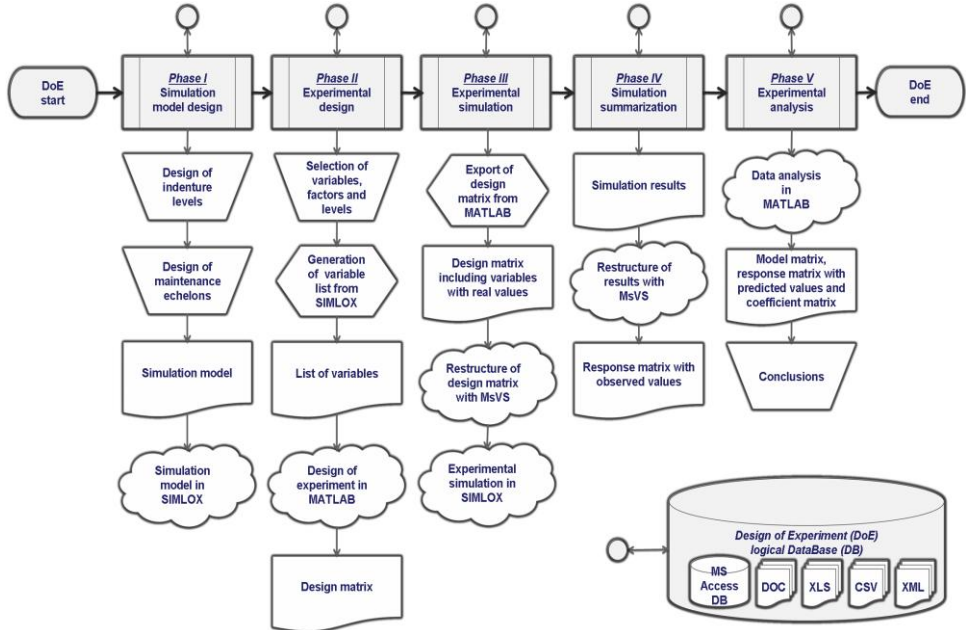 DoE
start
Phase I
Simulation
model design
Phase II
Experimental
design
Phase III
Experimental
simulation
Phase IV
Simulation
summarization
Phase V
Experimental
analysis
DoE
end
Design of
indenture
levels
Design of
maintenance
echelons
Simulation model
Simulation
model in
SIMLOX
Selection of
variables,
factors and
levels
Generation
of variable
list from
SIMLOX
List of variables
Design of
experiment in
MATLAB
Design matrix
Export of
design
matrix from
MATLAB
Design matrix
including variables
with real values
Restructure of
design matrix
with MsVS
Experimental
simulation in
SIMLOX
Simulation results
Restructure of
results with
MsVS
Response matrix with
observed values
Data analysis
in
MATLAB
Model matrix,
response matrix with
predicted values and
coefficient matrix
Conclusions
Design of Experiment (DoE)
logical DataBase (DB)
MS
Access
DB
DOC
XLS
CSV
XML